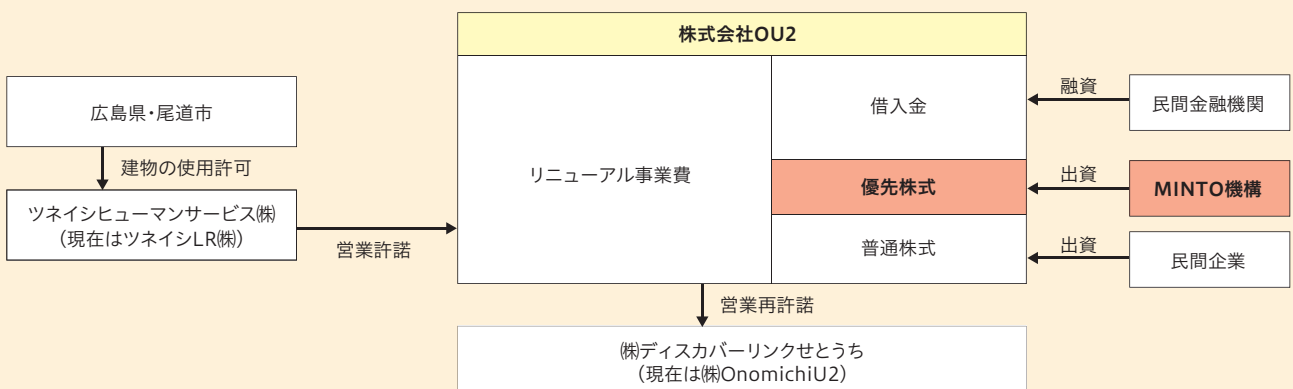 株式会社OU2
広島県・尾道市
建物の使用許可
ツネイシヒューマンサービス㈱
（現在はツネイシLR㈱）
営業許諾
リニューアル事業費
借入金
優先株式
普通株式
融資
民間金融機関
出資
MINTO機構
出資
民間企業
営業再許諾
㈱ディスカバーリンクせとうち
（現在は㈱OnomichiU2）